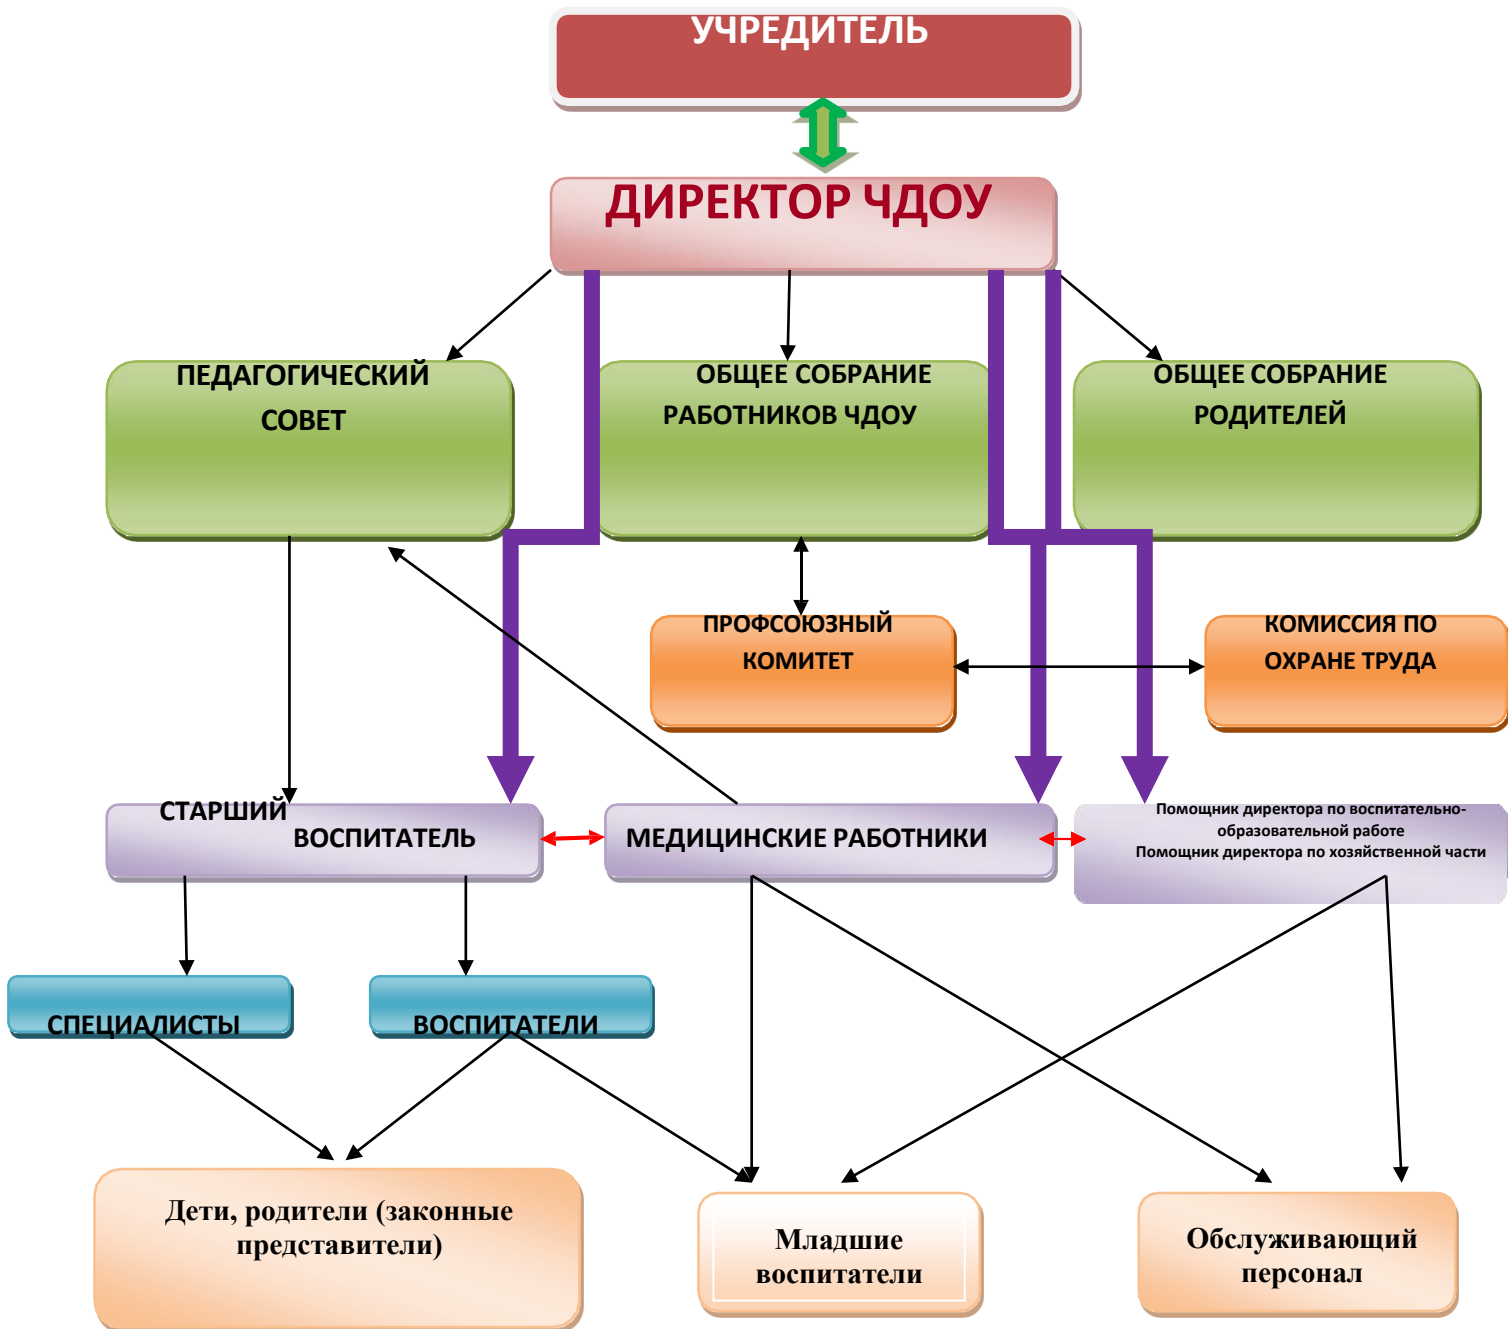 УЧРЕДИТЕЛЬ
ДИРЕКТОР ЧДОУ
ПЕДАГОГИЧЕСКИЙ
СОВЕТ
ОБЩЕЕ СОБРАНИЕ
РАБОТНИКОВ ЧДОУ
ОБЩЕЕ СОБРАНИЕ
РОДИТЕЛЕЙ
ПРОФСОЮЗНЫЙ
КОМИТЕТ
КОМИССИЯ ПО
ОХРАНЕ ТРУДА
СТАРШИЙ
ВОСПИТАТЕЛЬ
МЕДИЦИНСКИЕ РАБОТНИКИ
Помощник директора по воспитательно-
образовательной работе
Помощник директора по хозяйственной части
СПЕЦИАЛИСТЫ
ВОСПИТАТЕЛИ
Дети, родители (законные
представители)
Младшие
воспитатели
Обслуживающий
персонал